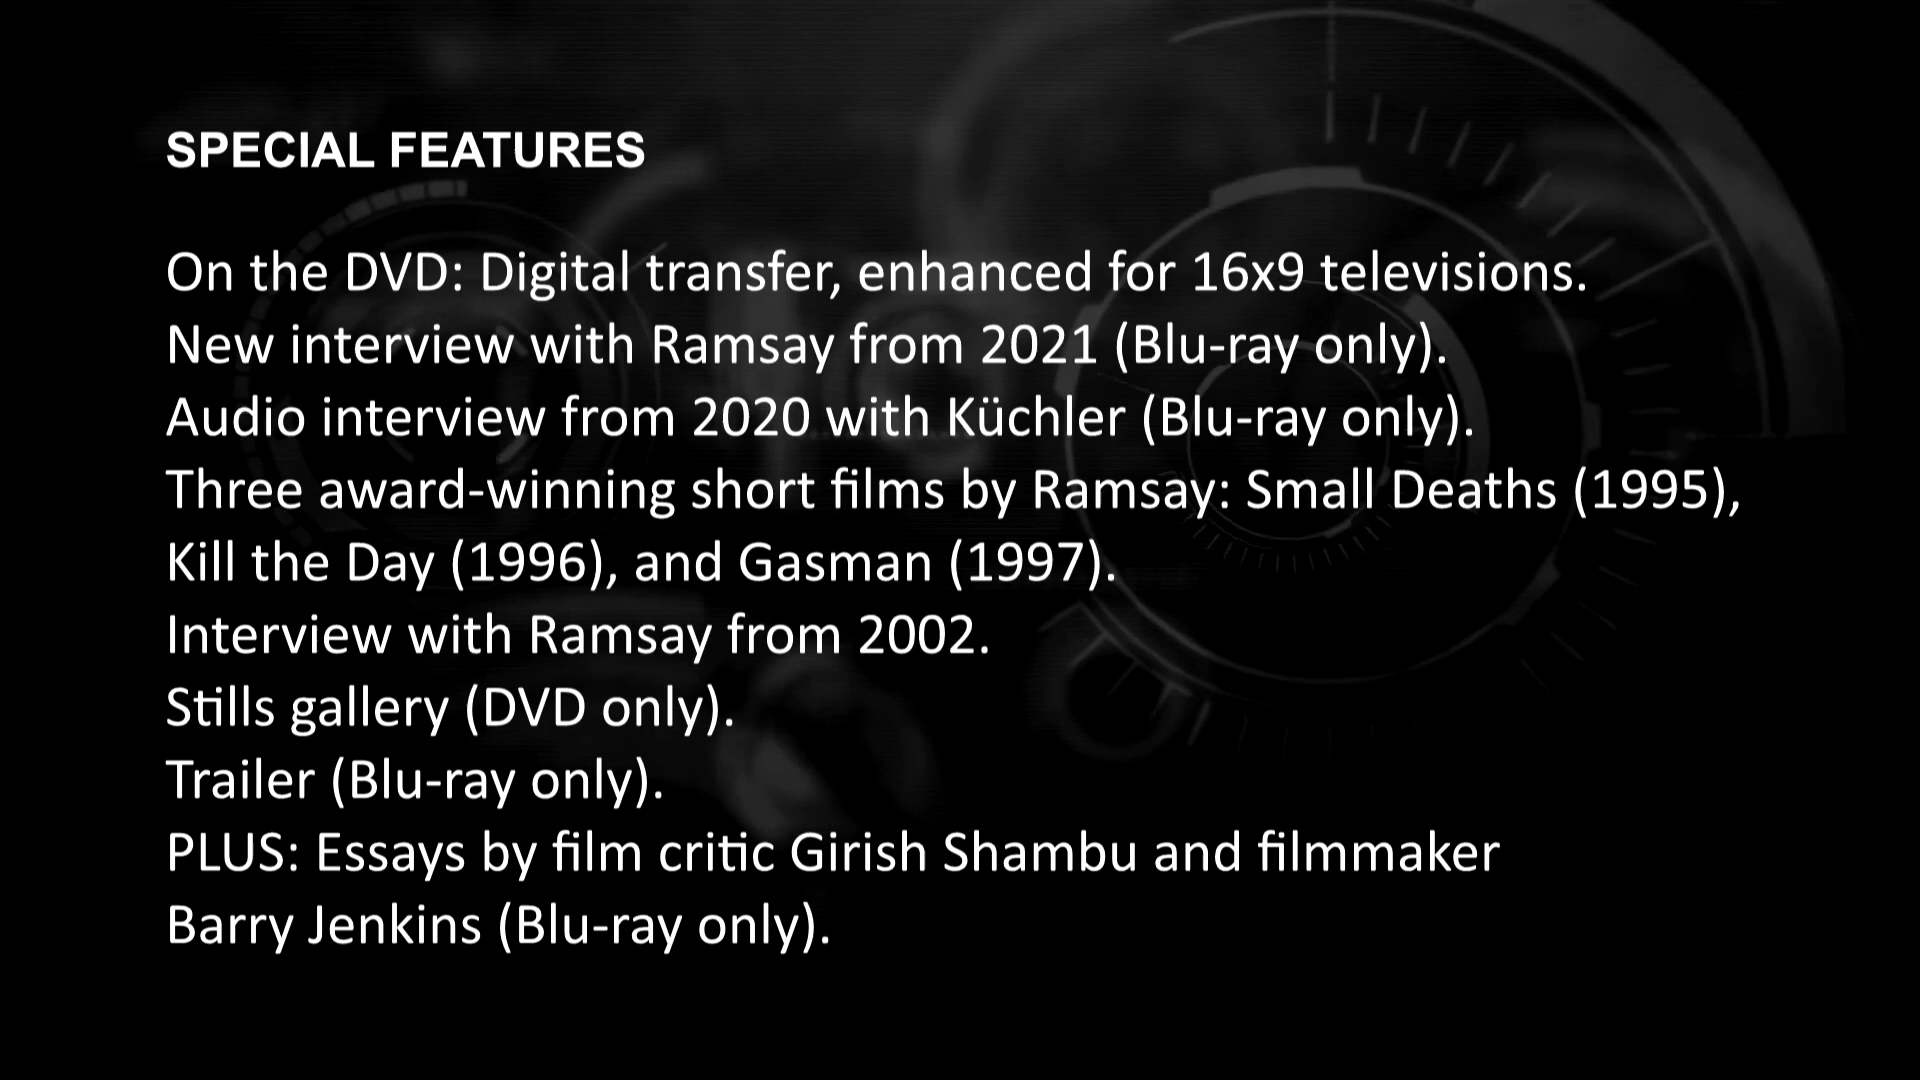 SPECIAL FEATURES
On the DVD: Digital transfer, enhanced for 16x9 televisions.
New interview with Ramsay from 2021 (Blu-ray only).
Audio interview from 2020 with Küchler (Blu-ray only).
Three award-winning short films by Ramsay: Small Deaths (1995),
Kill the Day (1996), and Gasman (1997).
Interview with Ramsay from 2002.
Stills gallery (DVD only).
Trailer (Blu-ray only).
PLUS: Essays by film critic Girish Shambu and filmmaker
Barry Jenkins (Blu-ray only).